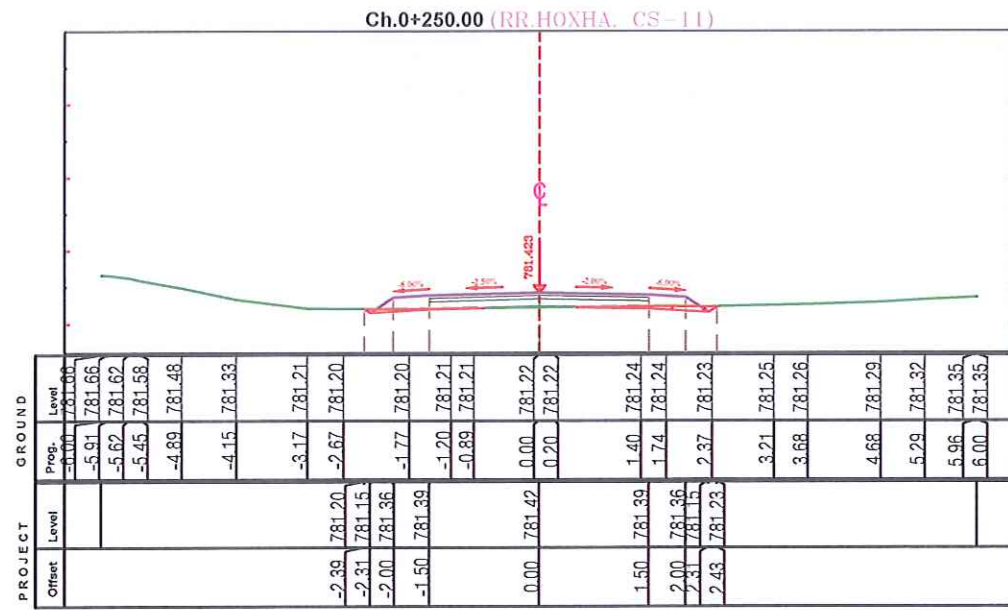 Ch.0+250.00 (RR.HOXHA. CS-11)
℄
781.423
-6.00% -2.50% -2.00% -6.00%
GROUND
Level 781.66 781.66 781.62 781.58 781.48 781.33 781.21 781.20 781.20 781.21 781.21 781.22 781.22 781.24 781.24 781.23 781.25 781.26 781.29 781.32 781.35 781.35
Prog. -6.00 -5.91 -5.62 -5.45 -4.89 -4.15 -3.17 -2.67 -1.77 -1.20 -0.89 0.00 0.20 1.40 1.74 2.37 3.21 3.68 4.68 5.29 5.96 6.00
PROJECT
Level 781.20 781.15 781.36 781.39 781.42 781.39 781.36 781.15 781.23
Offset -2.39 -2.31 -2.00 -1.50 0.00 1.50 2.00 2.31 2.43